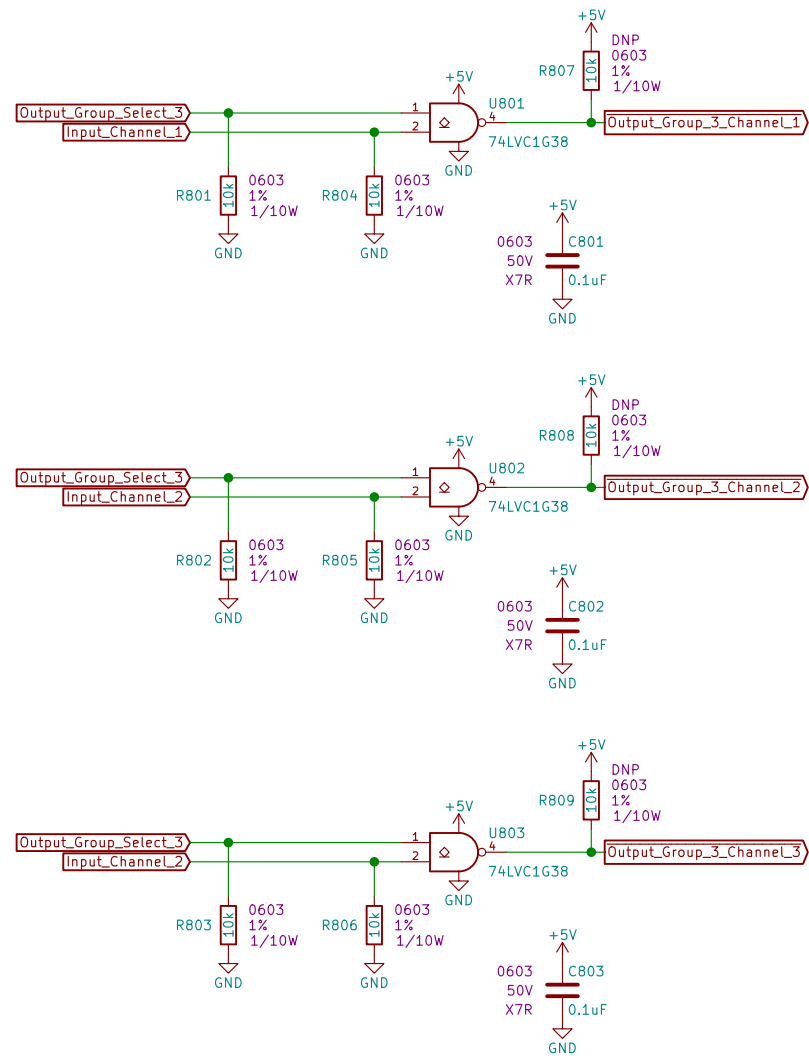 +5V
DNP
0603
R807
10k
1%
1/10W
+5V
U801
Output_Group_Select_3
1
4
Output_Group_3_Channel_1
Input_Channel_1
2
74LVC1G38
GND
R801
10k
0603
1%
1/10W
R804
10k
0603
1%
1/10W
GND
GND
+5V
0603
C801
50V
X7R
0.1uF
GND
+5V
DNP
0603
R808
10k
1%
1/10W
+5V
U802
Output_Group_Select_3
1
4
Output_Group_3_Channel_2
Input_Channel_2
2
74LVC1G38
GND
R802
10k
0603
1%
1/10W
R805
10k
0603
1%
1/10W
GND
GND
+5V
0603
C802
50V
X7R
0.1uF
GND
+5V
DNP
0603
R809
10k
1%
1/10W
+5V
U803
Output_Group_Select_3
1
4
Output_Group_3_Channel_3
Input_Channel_2
2
74LVC1G38
GND
R803
10k
0603
1%
1/10W
R806
10k
0603
1%
1/10W
GND
GND
+5V
0603
C803
50V
X7R
0.1uF
GND